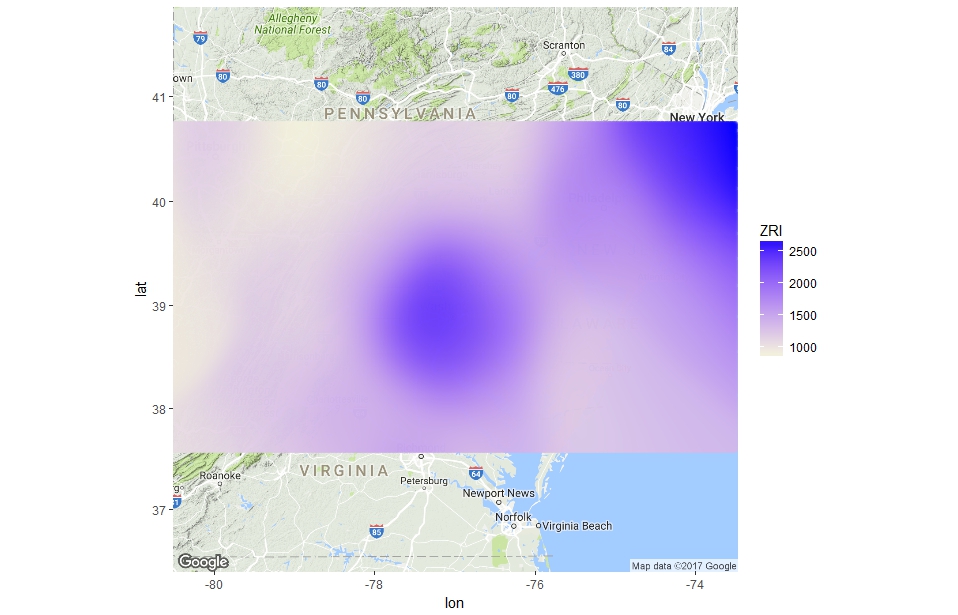 Allegheny
National Forest
79
Scranton
84
own
80
80
380
80
80
476
80
41
PENNSYLVANIA
New York
40
ZRI
2500
2000
1500
1000
lat
39
38
VIRGINIA
Roanoke
64
Petersburg
Newport News
37
Norfolk
Virginia Beach
85
Google
Map data ©2017 Google
-80
-78
-76
-74
lon